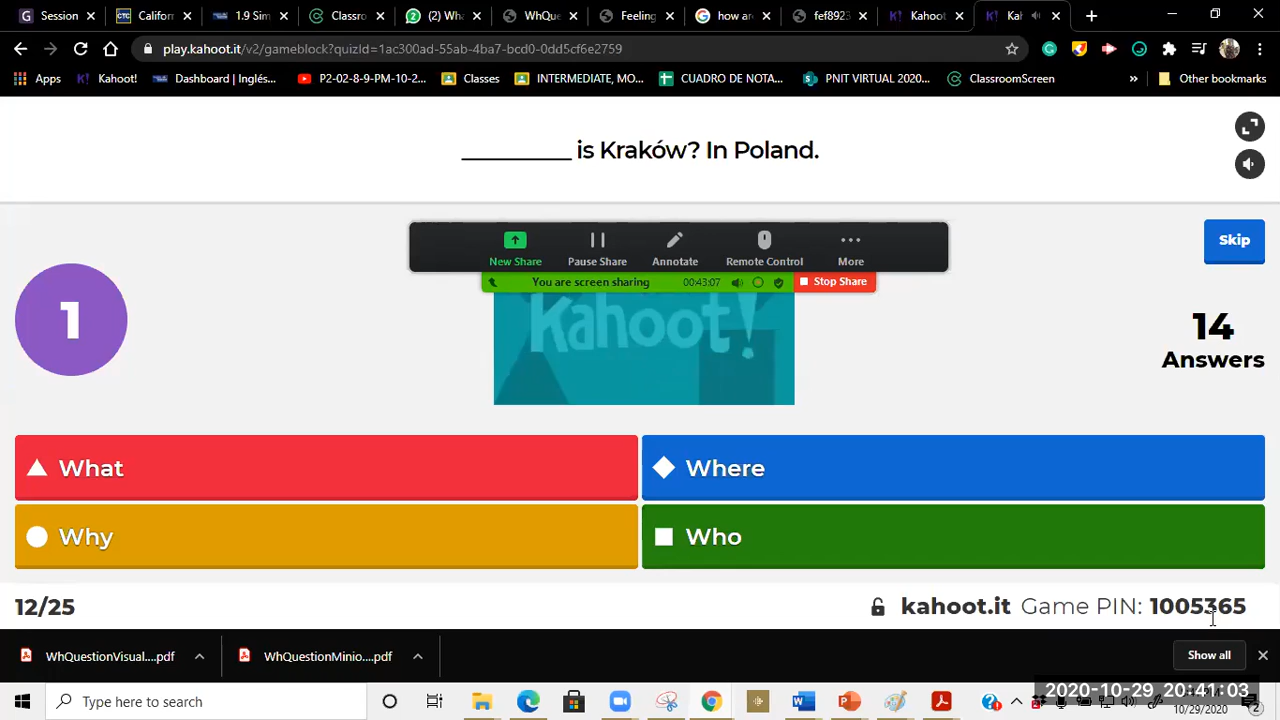 Session
Californ
1.9 Sim
Classro
(2) Wha
WhQue
Feeling
how are
fef8923
Kahoot
Kah
play.kahoot.it/v2/gameblock?quizId=1ac300ad-55ab-4ba7-bcd0-0dd5cf6e2759
Apps
Kahoot!
Dashboard | Inglés...
P2-02-8-9-PM-10-2...
Classes
INTERMEDIATE, MO...
CUADRO DE NOTA...
PNIT VIRTUAL 2020...
ClassroomScreen
»
Other bookmarks
_________ is Kraków? In Poland.
New Share
Pause Share
Annotate
Remote Control
More
You are screen sharing
00:43:07
Stop Share
Skip
1
Kahoot!
14
Answers
What
Where
Why
Who
12/25
kahoot.it Game PIN: 1005365
WhQuestionVisual....pdf
WhQuestionMinio....pdf
Show all
Type here to search
2020-10-29 20:41:03
10/29/2020